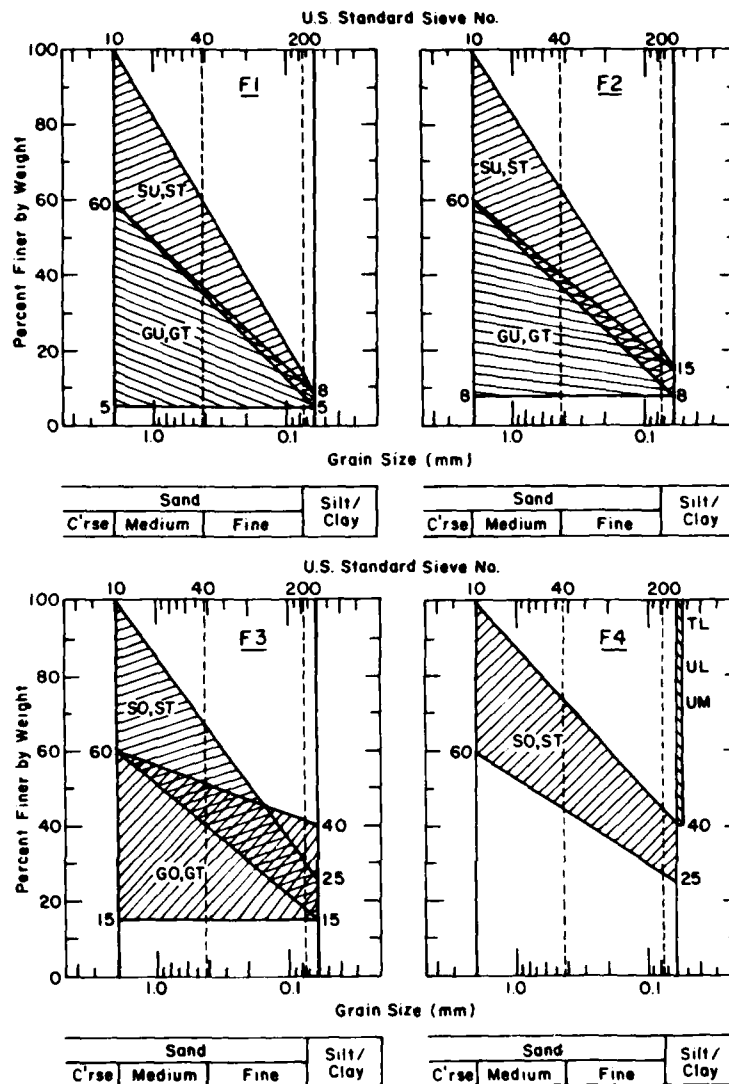 U.S. Standard Sieve No.
10 40 200 10 40 200
100
F1 F2
80
SU,ST SU,ST
60 60
Percent Finer by Weight
40
GU,GT GU,GT
20 15
8 8 8
5 5
0
1.0 0.1 1.0 0.1
Grain Size (mm)
Sand Silt/ Sand Silt/
C'rse Medium Fine Clay C'rse Medium Fine Clay
U.S. Standard Sieve No.
10 40 200 10 40 200
100
F3 F4 TL
80 UL
SO,ST UM
60 60 SO,ST
Percent Finer by Weight
40 40 40
GO,GT
25 25
20
15 15
0
1.0 0.1 1.0 0.1
Grain Size (mm)
Sand Silt/ Sand Silt/
C'rse Medium Fine Clay C'rse Medium Fine Clay